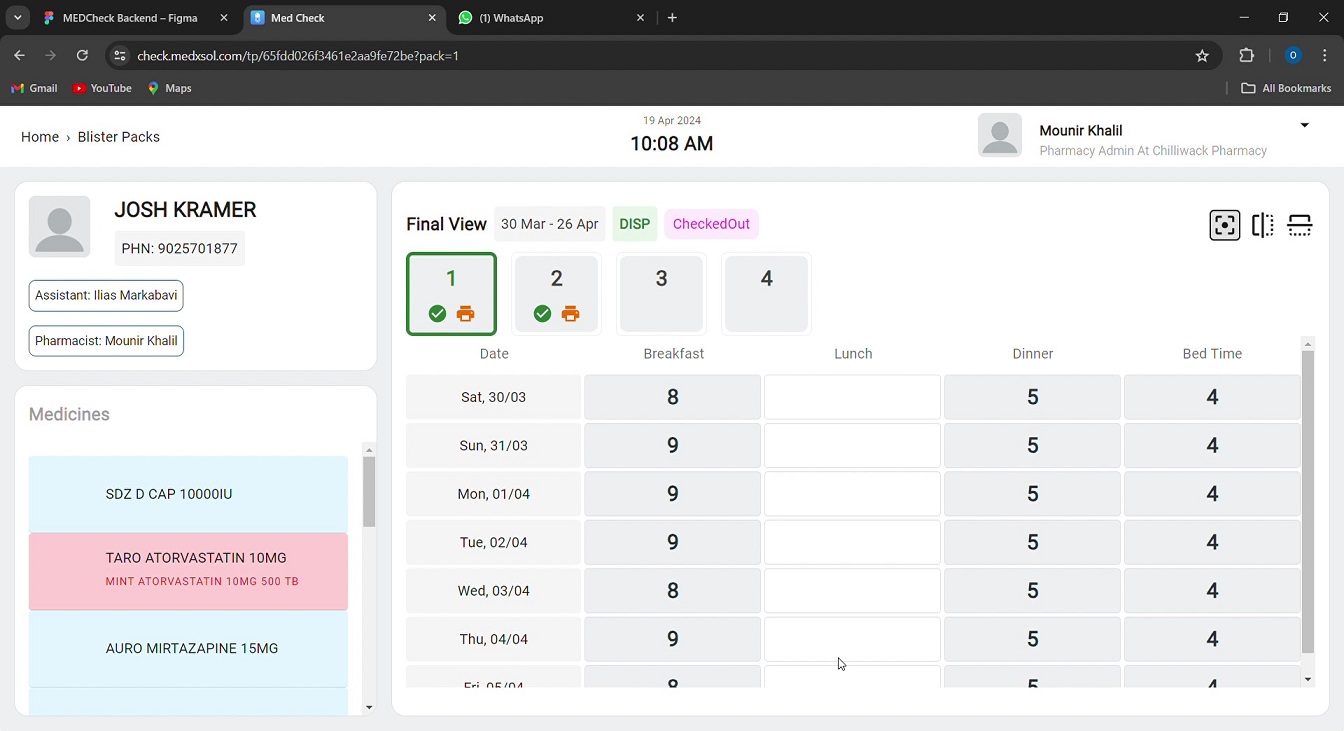 MEDCheck Backend – Figma
Med Check
(1) WhatsApp
check.medxsol.com/tp/65fdd026f3461e2aa9fe72be?pack=1
O
Gmail
YouTube
Maps
All Bookmarks
Home › Blister Packs
19 Apr 2024
10:08 AM
Mounir Khalil
Pharmacy Admin At Chilliwack Pharmacy
JOSH KRAMER
PHN: 9025701877
Assistant: Ilias Markabavi
Pharmacist: Mounir Khalil
Medicines
SDZ D CAP 10000IU
TARO ATORVASTATIN 10MG
MINT ATORVASTATIN 10MG 500 TB
AURO MIRTAZAPINE 15MG
Final View 30 Mar - 26 Apr DISP CheckedOut
1 2 3 4
Date Breakfast Lunch Dinner Bed Time
Sat, 30/03 8 5 4
Sun, 31/03 9 5 4
Mon, 01/04 9 5 4
Tue, 02/04 9 5 4
Wed, 03/04 8 5 4
Thu, 04/04 9 5 4
Fri, 05/04 5 4